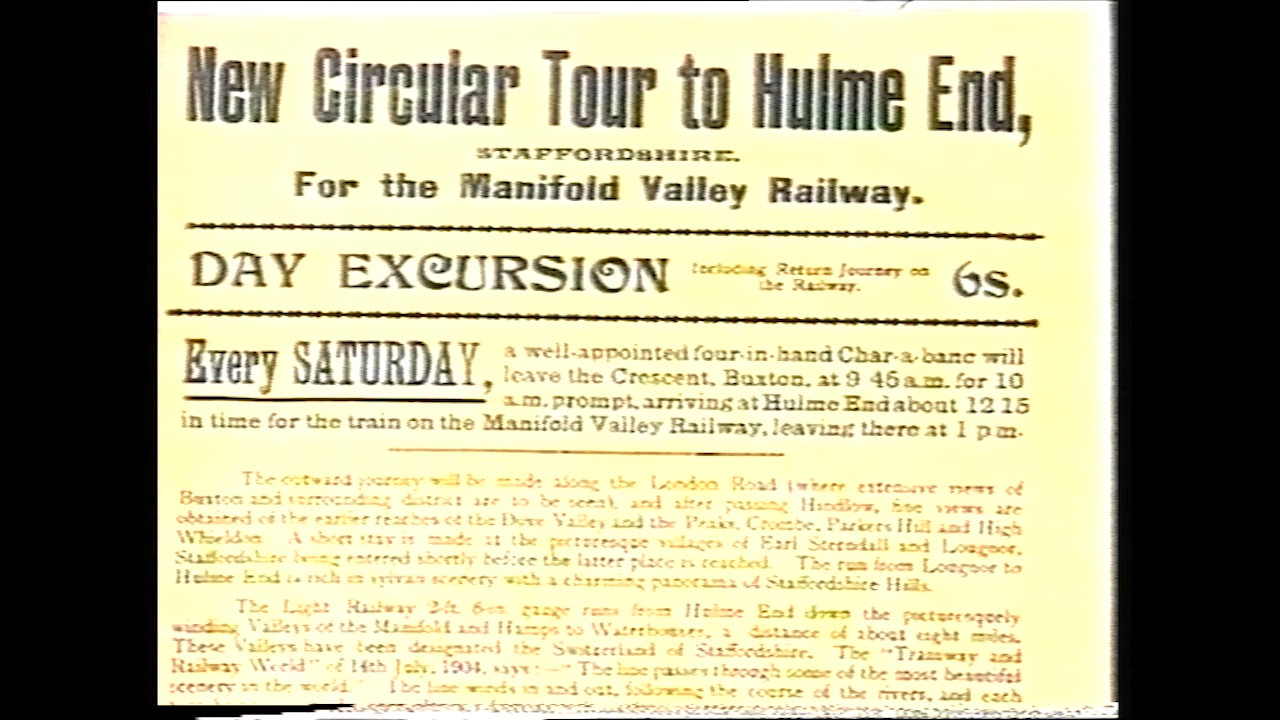 New Circular Tour to Hulme End,
STAFFORDSHIRE.
For the Manifold Valley Railway.
DAY EXCURSION
Including Return Journey on
the Railway.
6s.
Every SATURDAY,
a well-appointed four-in-hand Char-a-banc will
leave the Crescent, Buxton, at 9 45 a.m. for 10
a.m. prompt, arriving at Hulme End about 12 15
in time for the train on the Manifold Valley Railway, leaving there at 1 p m.
The outward journey will be made along the London Road (where extensive views of
Buxton and surrounding district are to be seen), and after passing Hindlow, fine views are
obtained of the earlier reaches of the Dove Valley and the Peaks, Parkers Hill and High
A short stay is made at the picturesque villages of Earl Sterndall and Longnor,
Staffordshire being entered shortly before the latter place is reached. The run from Longnor to
Hulme End is rich in sylvan scenery with a charming panorama of Staffordshire Hills.
The Light Railway 2-ft. 6-in. gauge runs from Hulme End down the picturesquely
winding Valleys of the Manifold and Hamps to Waterhouses, a distance of about eight miles.
These Valleys have been designated the Switzerland of Staffordshire. The "Tramway and
Railway World" of 14th July, 1904, says:—"The line passes through some of the most beautiful
scenery in the world." The line winds in and out, following the course of the rivers, and each